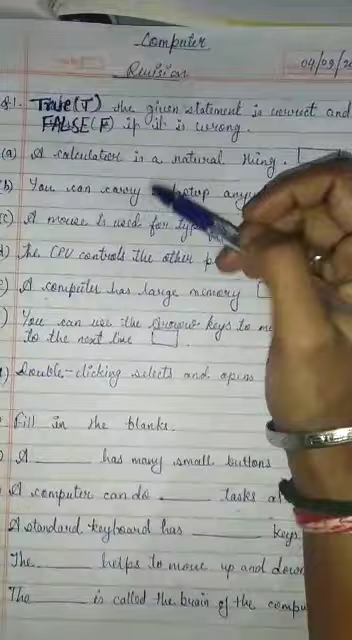 Computer
Revision
04/09/20
Q1. True(T) the given statement is correct and
FALSE(F) if it is wrong.
(a) A calculator is a natural thing.
(b) You can carry laptop any
(c) A mouse is used for typ
d) The CPU controls the other p
) A computer has large memory
) You can use the Arrow keys to m
to the next line
) Double-clicking selects and opens
Fill in the blanks.
) A ______ has many small buttons
) A computer can do ______ tasks a
A standard keyboard has ______ keys.
The ______ helps to move up and down
The ______ is called the brain of the compu